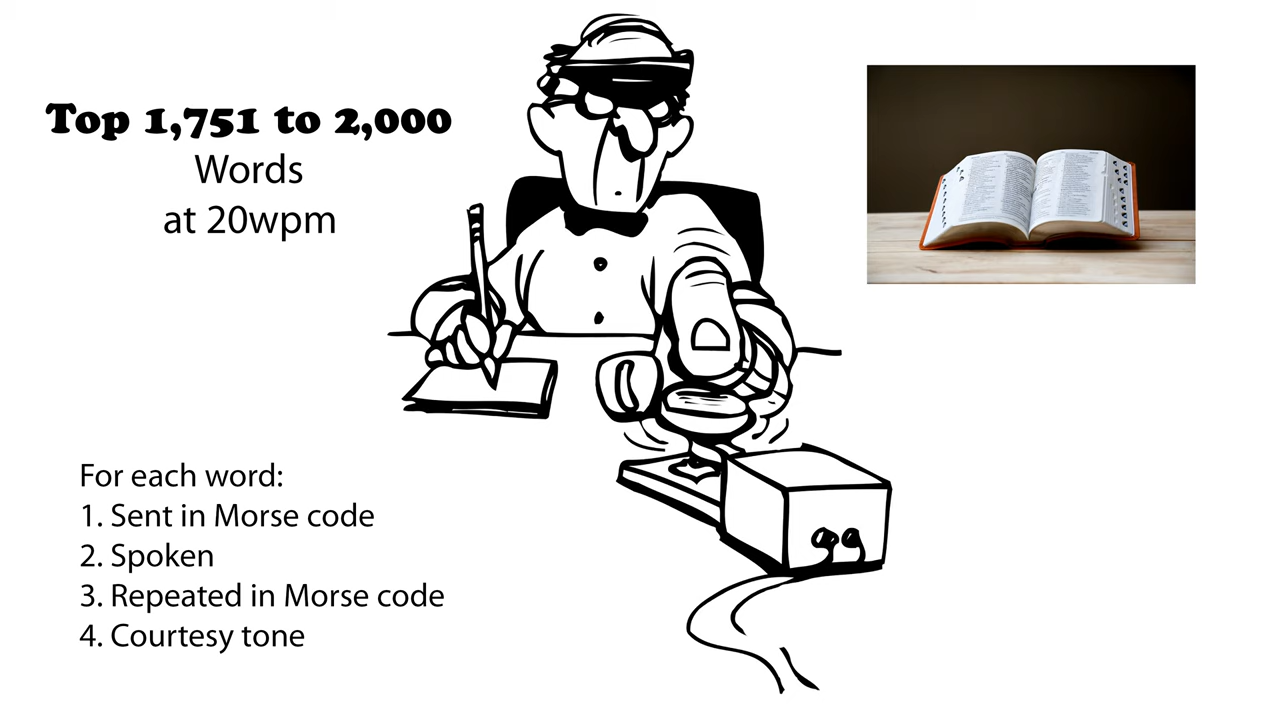 Top 1,751 to 2,000
Words
at 20wpm
For each word:
1. Sent in Morse code
2. Spoken
3. Repeated in Morse code
4. Courtesy tone